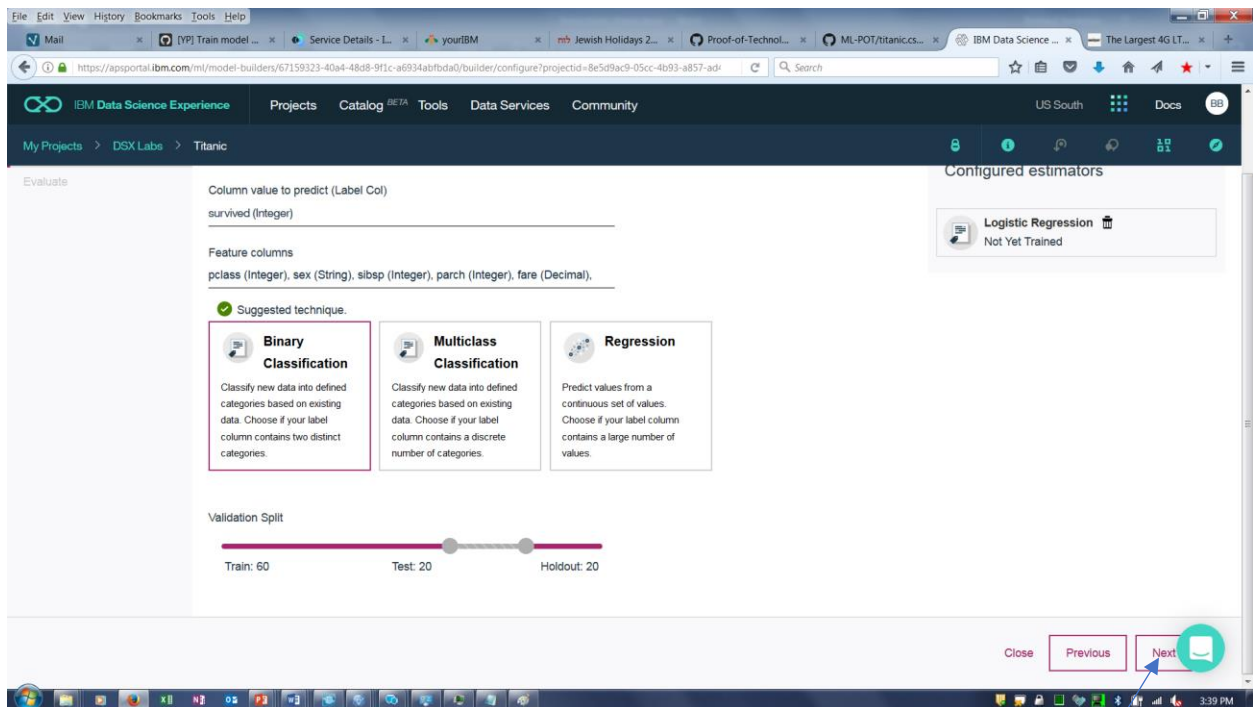 File Edit View History Bookmarks Tools Help
Mail
[YP] Train model ...
Service Details - I...
yourIBM
Jewish Holidays 2...
Proof-of-Technol...
ML-POT/titanic.cs...
IBM Data Science ...
The Largest 4G LT...
https://apsportal.ibm.com/ml/model-builders/67159323-40a4-48d8-9f1c-a6934abfbda0/builder/configure?projectid=8e5d9ac9-05cc-4b93-a857-ad
Search
IBM Data Science Experience
Projects
Catalog BETA
Tools
Data Services
Community
US South
Docs
BB
My Projects > DSX Labs > Titanic
Evaluate
Column value to predict (Label Col)
survived (Integer)
Feature columns
pclass (Integer), sex (String), sibsp (Integer), parch (Integer), fare (Decimal),
Suggested technique.
Binary
Classification
Classify new data into defined
categories based on existing
data. Choose if your label
column contains two distinct
categories.
Multiclass
Classification
Classify new data into defined
categories based on existing
data. Choose if your label
column contains a discrete
number of categories.
Regression
Predict values from a
continuous set of values.
Choose if your label column
contains a large number of
values.
Validation Split
Train: 60
Test: 20
Holdout: 20
Configured estimators
Logistic Regression
Not Yet Trained
Close
Previous
Next
3:39 PM